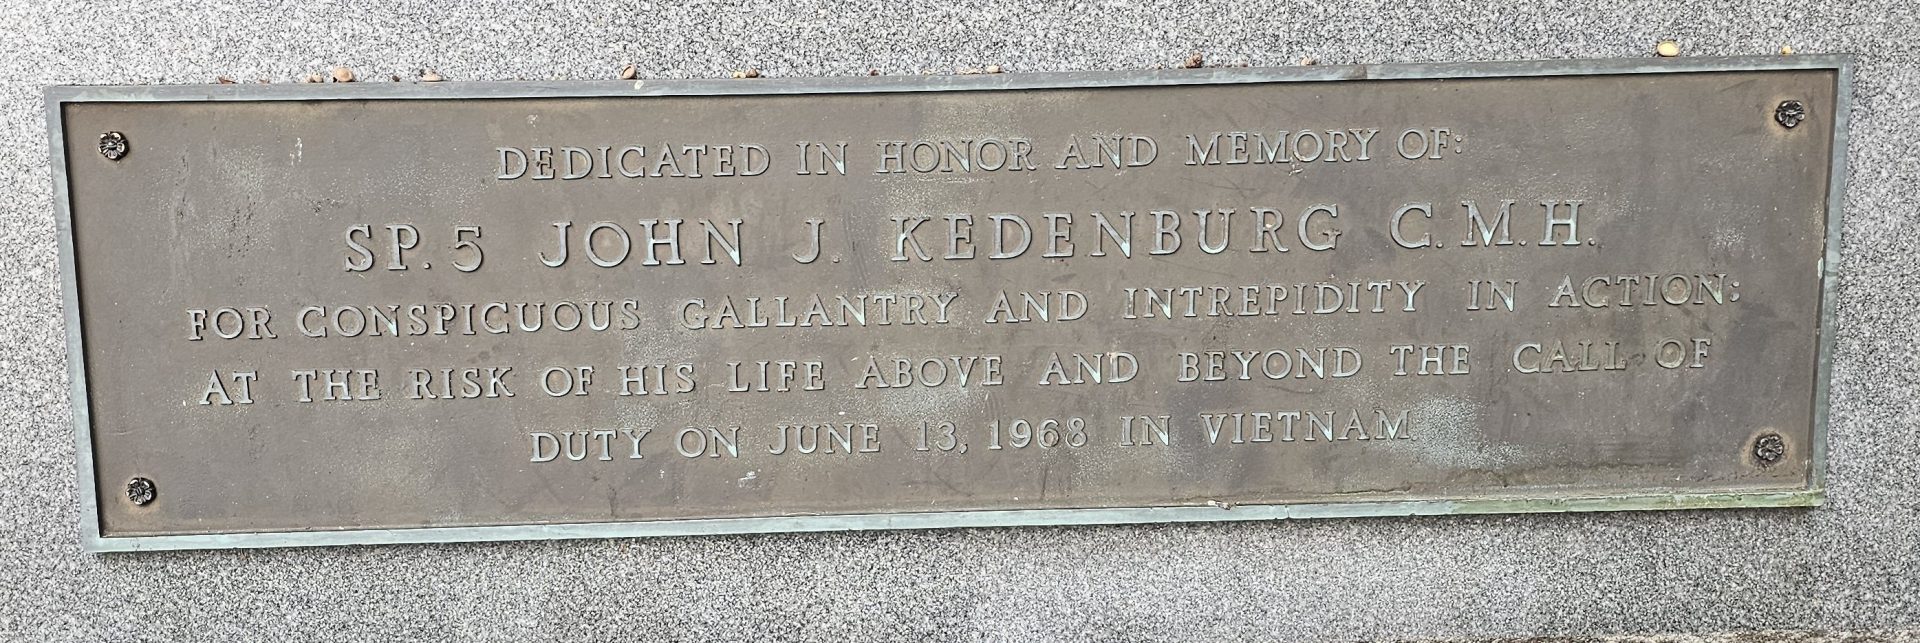 DEDICATED IN HONOR AND MEMORY OF:
SP. 5 JOHN J. KEDENBURG C.M.H.
FOR CONSPICUOUS GALLANTRY AND INTREPIDITY IN ACTION:
AT THE RISK OF HIS LIFE ABOVE AND BEYOND THE CALL OF
DUTY ON JUNE 13, 1968 IN VIETNAM